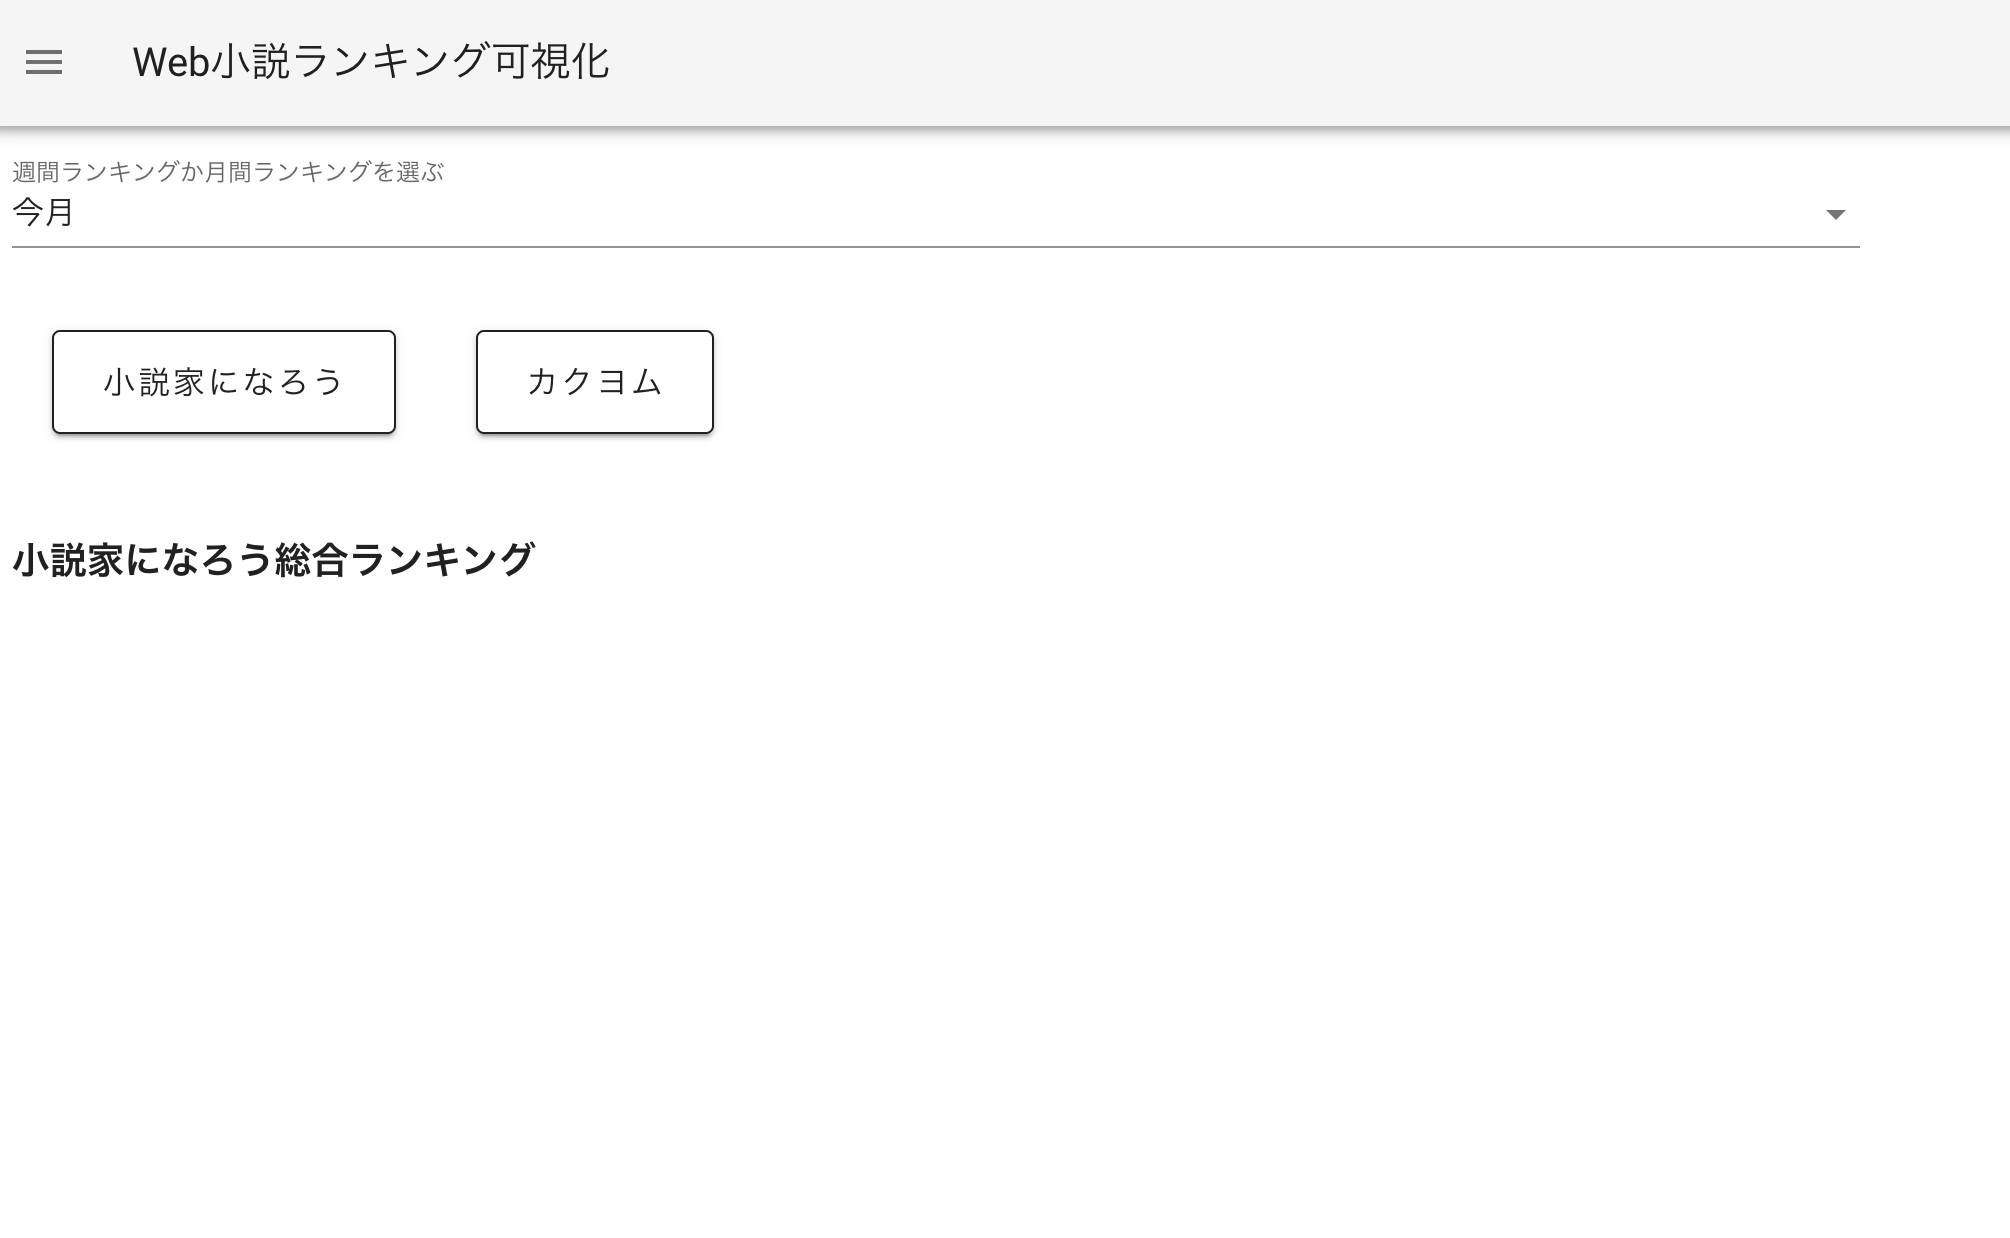 Web小説ランキング可視化
週間ランキングか月間ランキングを選ぶ
今月
小説家になろう
カクヨム
小説家になろう総合ランキング